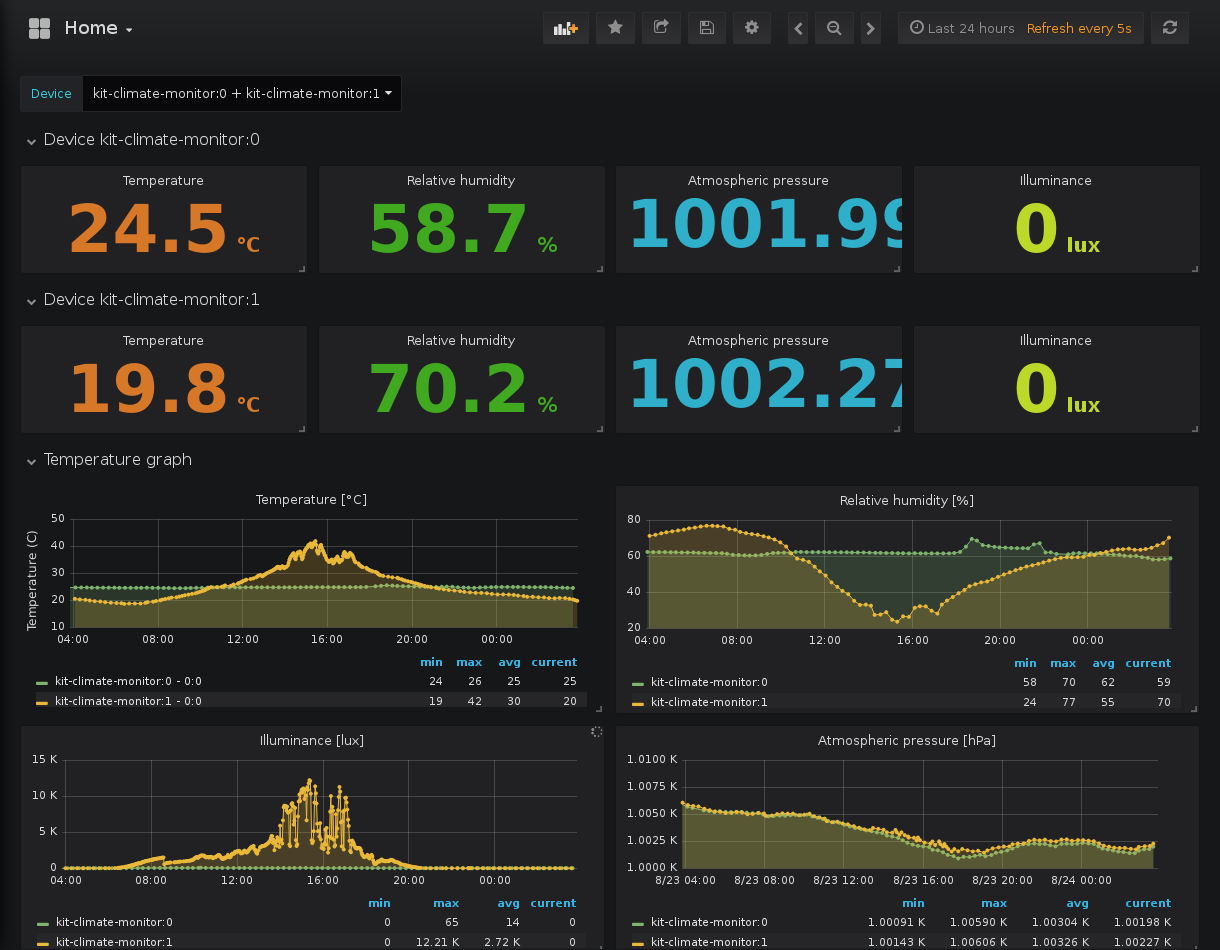 Home
Last 24 hours Refresh every 5s
Device kit-climate-monitor:0 + kit-climate-monitor:1
Device kit-climate-monitor:0
Temperature Relative humidity Atmospheric pressure Illuminance
24.5 °C 58.7 % 1001.99 0 lux
Device kit-climate-monitor:1
Temperature Relative humidity Atmospheric pressure Illuminance
19.8 °C 70.2 % 1002.27 0 lux
Temperature graph
Temperature [°C]
Temperature (C)
50
40
30
20
10
04:00 08:00 12:00 16:00 20:00 00:00
min max avg current
kit-climate-monitor:0 - 0:0 24 26 25 25
kit-climate-monitor:1 - 0:0 19 42 30 20
Relative humidity [%]
80
60
40
20
04:00 08:00 12:00 16:00 20:00 00:00
min max avg current
kit-climate-monitor:0 58 70 62 59
kit-climate-monitor:1 24 77 55 70
Illuminance [lux]
15 K
10 K
5 K
0
04:00 08:00 12:00 16:00 20:00 00:00
min max avg current
kit-climate-monitor:0 0 65 14 0
kit-climate-monitor:1 0 12.21 K 2.72 K 0
Atmospheric pressure [hPa]
1.0100 K
1.0075 K
1.0050 K
1.0025 K
1.0000 K
8/23 04:00 8/23 08:00 8/23 12:00 8/23 16:00 8/23 20:00 8/24 00:00
min max avg current
kit-climate-monitor:0 1.00091 K 1.00590 K 1.00304 K 1.00198 K
kit-climate-monitor:1 1.00143 K 1.00606 K 1.00326 K 1.00227 K